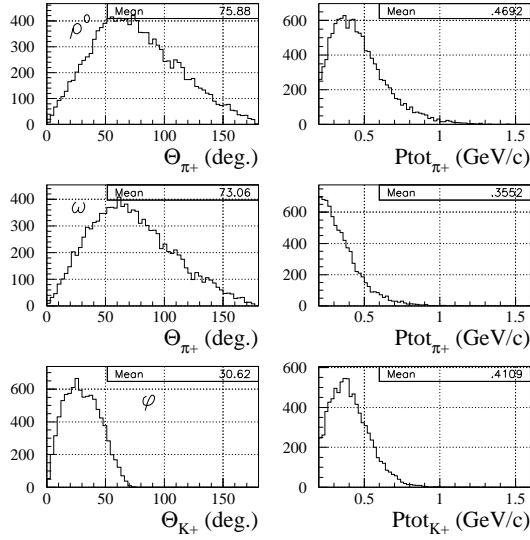 Mean 75.88
ρ⁰
400
300
200
100
0
0 50 100 150
Θπ+ (deg.)
Mean .4692
600
400
200
0
0.5 1 1.5
Ptotπ+ (GeV/c)
Mean 73.06
ω
400
300
200
100
0
0 50 100 150
Θπ+ (deg.)
Mean .3552
600
400
200
0
0.5 1 1.5
Ptotπ+ (GeV/c)
Mean 30.62
φ
600
400
200
0
0 50 100 150
ΘK+ (deg.)
Mean .4109
600
400
200
0
0.5 1 1.5
PtotK+ (GeV/c)